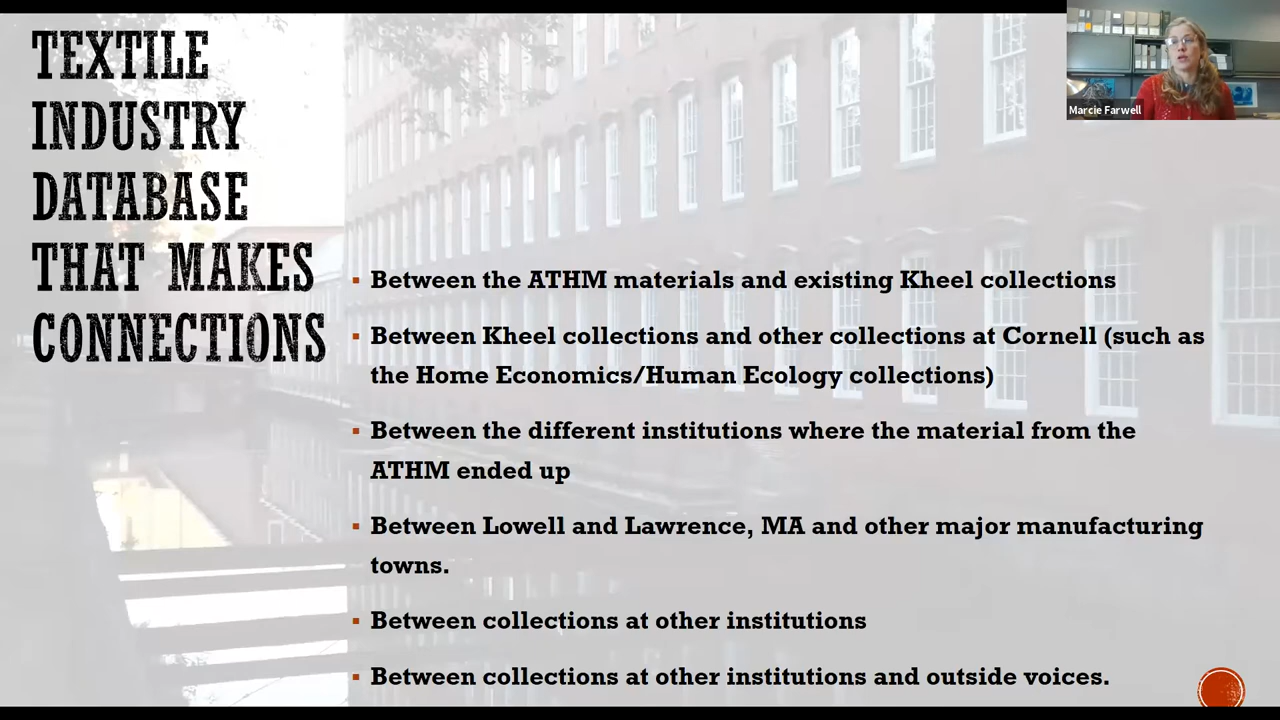 TEXTILE
INDUSTRY
DATABASE
THAT MAKES
CONNECTIONS
Marcie Farwell
▪ Between the ATHM materials and existing Kheel collections
▪ Between Kheel collections and other collections at Cornell (such as
the Home Economics/Human Ecology collections)
▪ Between the different institutions where the material from the
ATHM ended up
▪ Between Lowell and Lawrence, MA and other major manufacturing
towns.
▪ Between collections at other institutions
▪ Between collections at other institutions and outside voices.